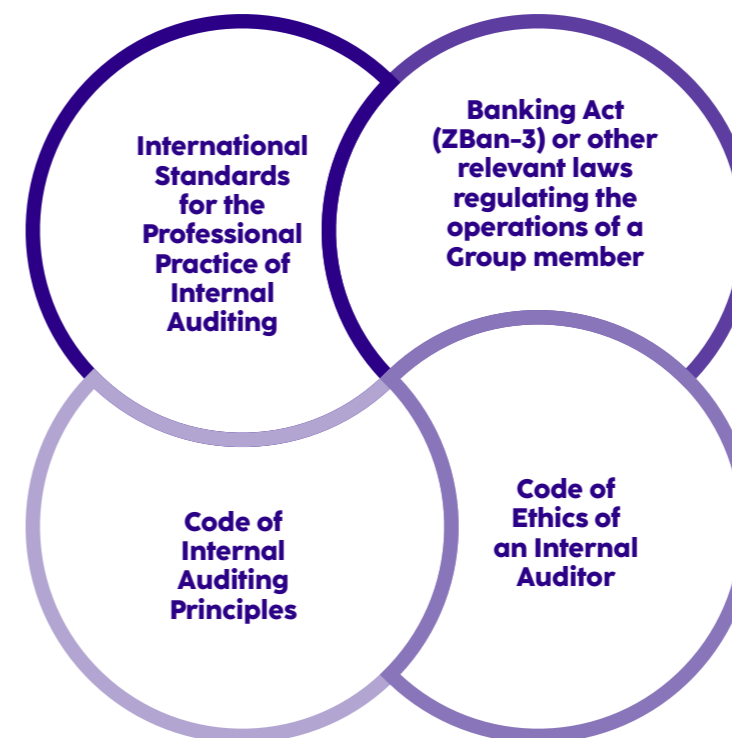 International
Standards
for the
Professional
Practice of
Internal
Auditing
Banking Act
(ZBan-3) or other
relevant laws
regulating the
operations of a
Group member
Code of
Internal
Auditing
Principles
Code of
Ethics of
an Internal
Auditor